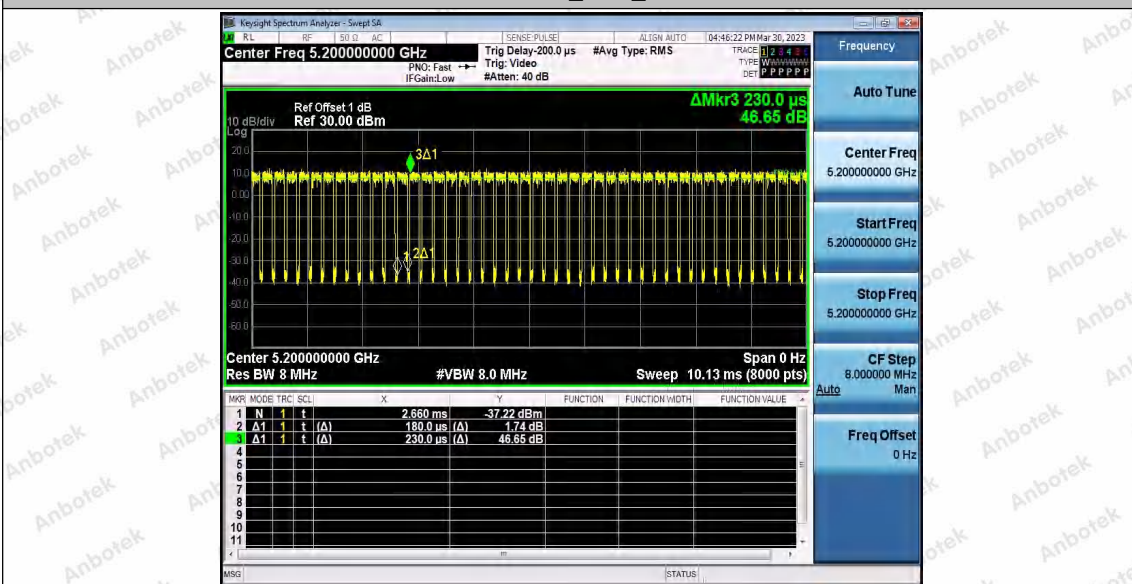 Keysight Spectrum Analyzer - Swept SA
RL RF 50 Ω AC SENSE:PULSE ALIGN AUTO 04:46:22 PM Mar 30, 2023
Center Freq 5.200000000 GHz
PNO: Fast
IFGain:Low
Trig Delay-200.0 µs #Avg Type: RMS
Trig: Video
#Atten: 40 dB
TRACE 1 2 3 4 5 6
TYPE
DET P P P P P P
Ref Offset 1 dB
10 dB/div Ref 30.00 dBm
Log
ΔMkr3 230.0 µs
46.65 dB
20.0
10.0
0.00
-10.0
-20.0
-30.0
-40.0
-50.0
-60.0
3Δ1
2Δ1
Center 5.200000000 GHz Span 0 Hz
Res BW 8 MHz #VBW 8.0 MHz Sweep 10.13 ms (8000 pts)
MKR MODE TRC SCL X Y FUNCTION FUNCTION WIDTH FUNCTION VALUE
1 N 1 t 2.660 ms -37.22 dBm
2 Δ1 1 t (Δ) 180.0 µs (Δ) 1.74 dB
3 Δ1 1 t (Δ) 230.0 µs (Δ) 46.65 dB
4
5
6
7
8
9
10
11
MSG STATUS
Frequency
Auto Tune
Center Freq
5.200000000 GHz
Start Freq
5.200000000 GHz
Stop Freq
5.200000000 GHz
CF Step
8.000000 MHz
Auto Man
Freq Offset
0 Hz
Anbotek